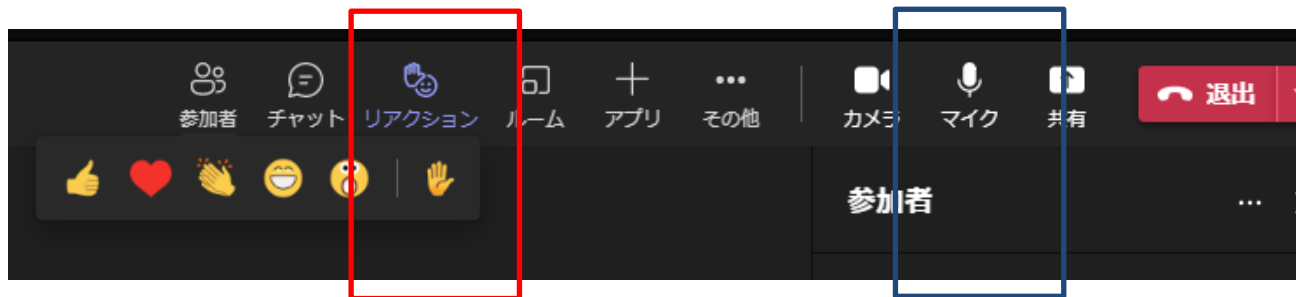 参加者 チャット リアクション ルーム アプリ その他 カメラ マイク 共有 退出
参加者